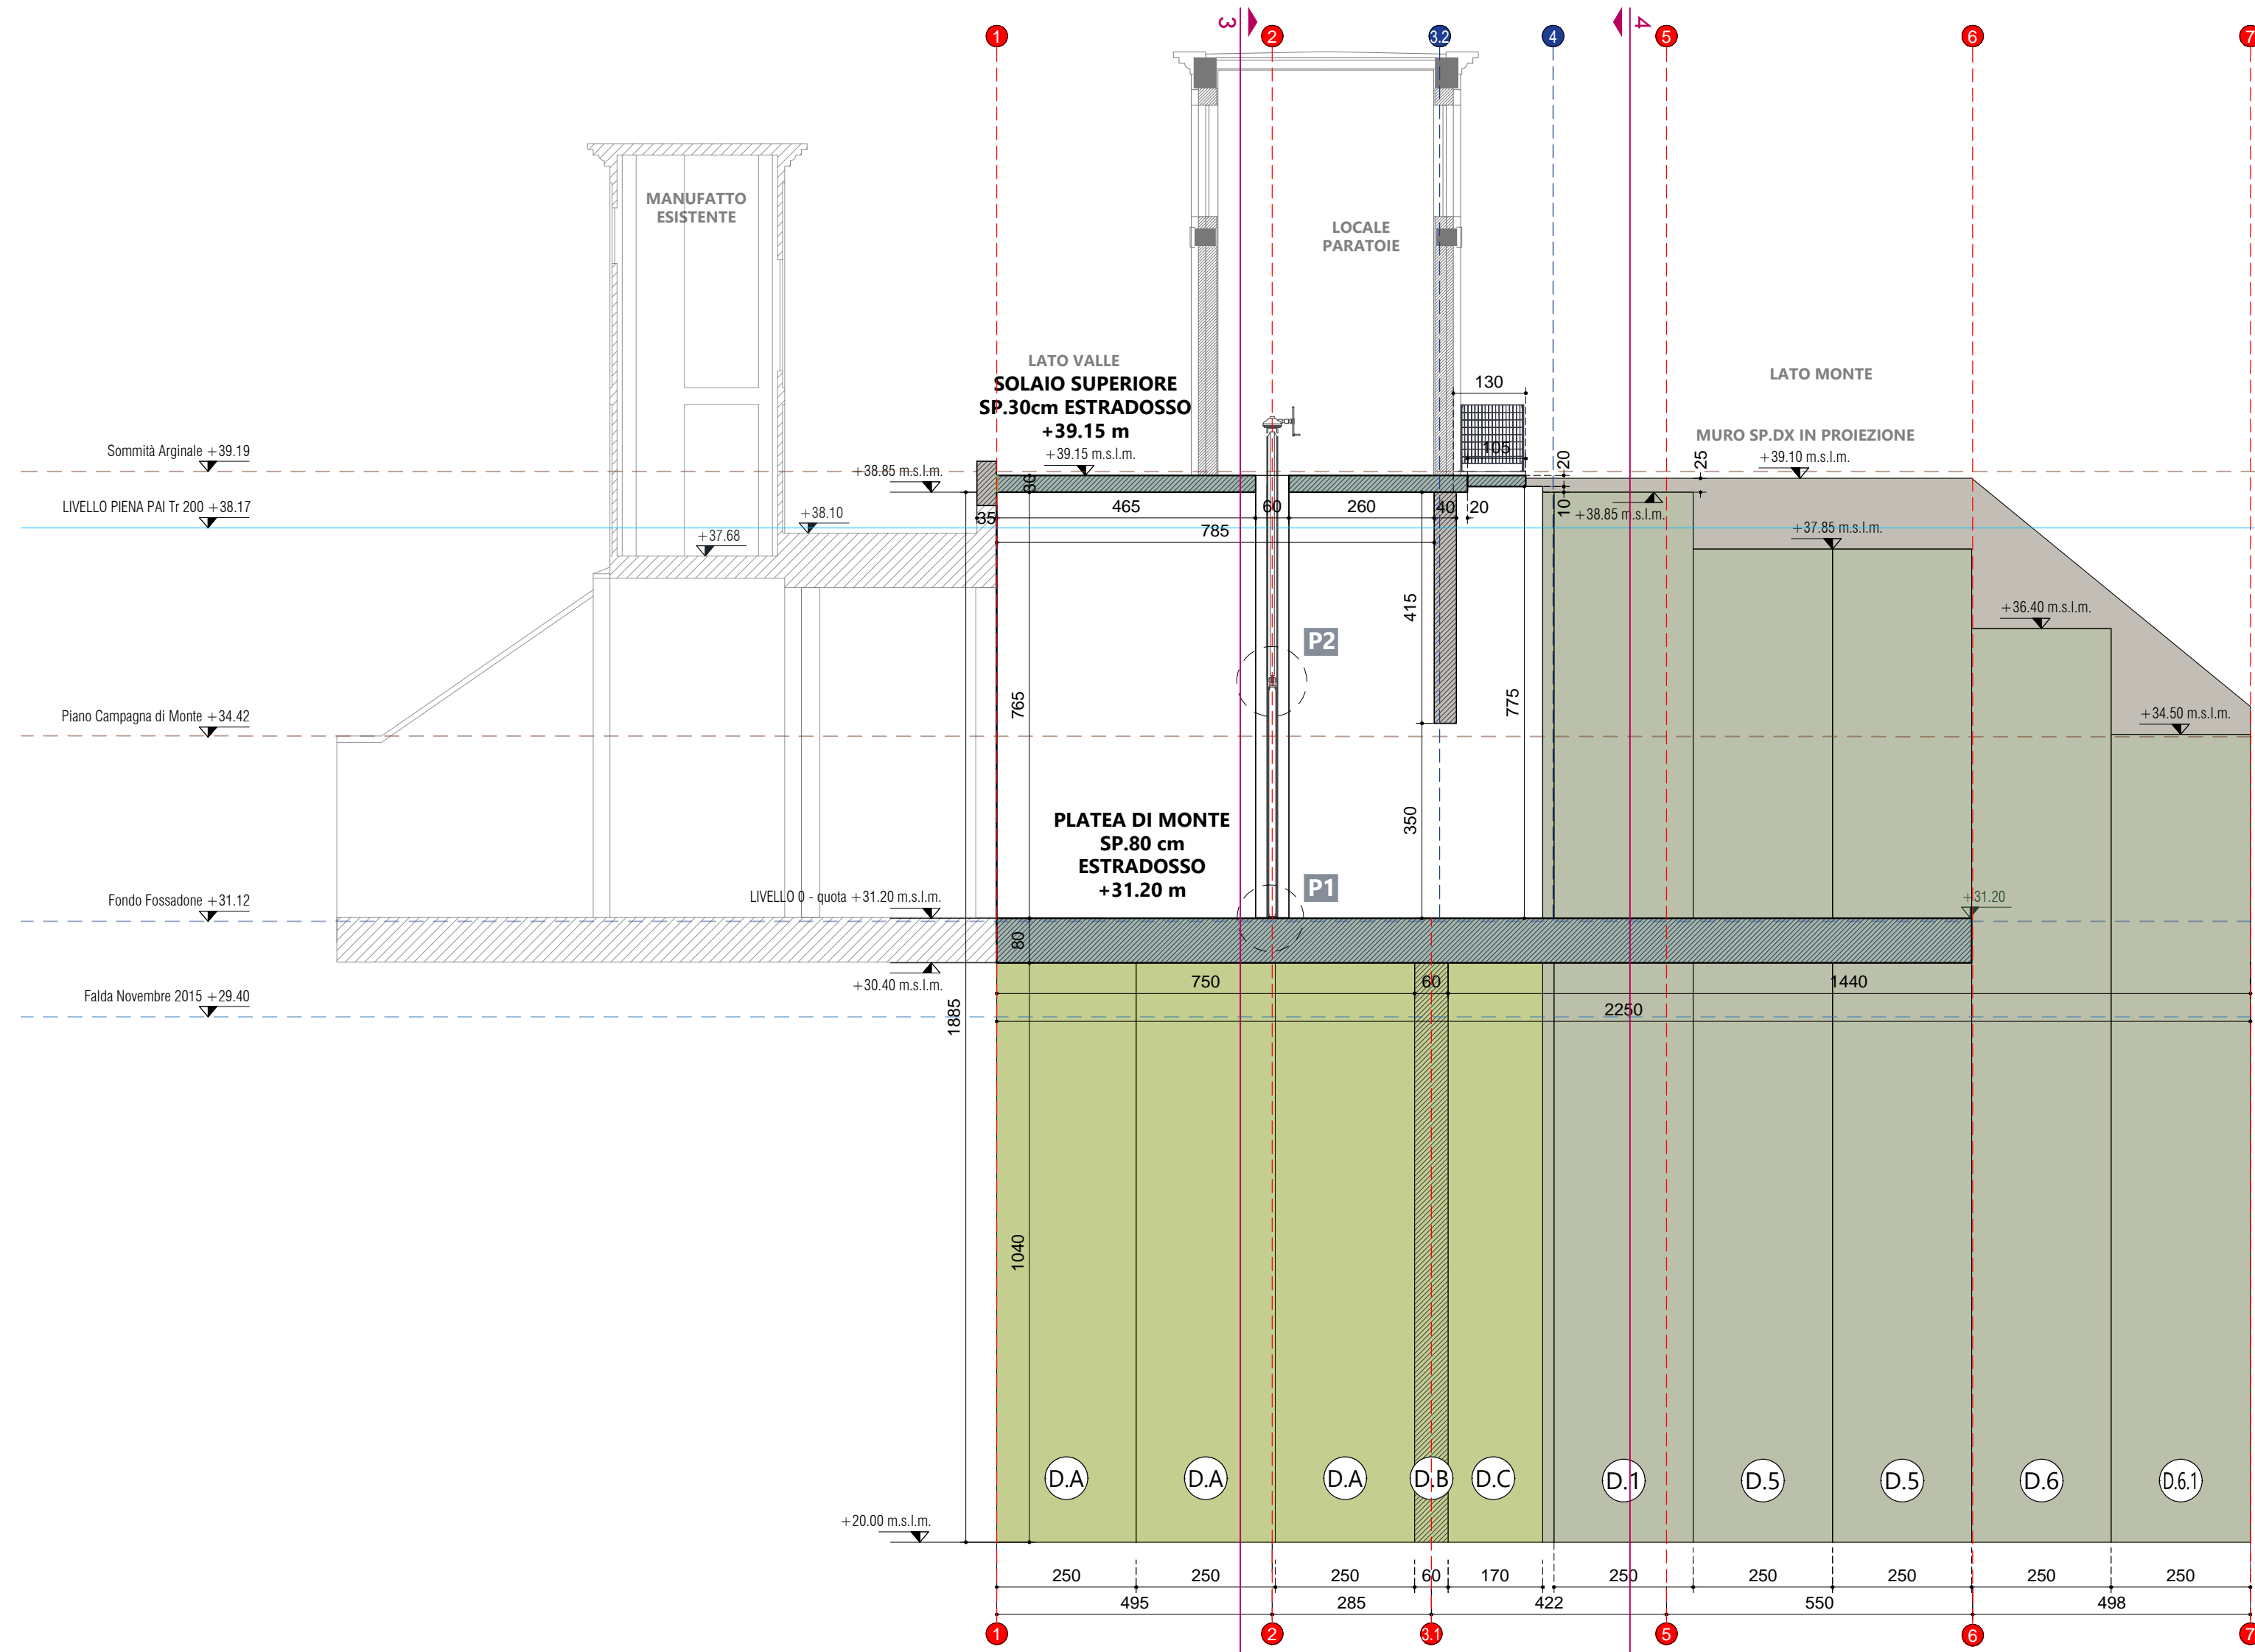 3
4
1
2
3.2
4
5
6
7
MANUFATTO
ESISTENTE
LOCALE
PARATOIE
LATO VALLE
SOLAIO SUPERIORE
SP.30cm ESTRADOSSO
+39.15 m
+39.15 m.s.l.m.
LATO MONTE
130
105
MURO SP.DX IN PROIEZIONE
+39.10 m.s.l.m.
Sommità Arginale +39.19
+38.85 m.s.l.m.
30
20
25
LIVELLO PIENA PAI Tr 200 +38.17
+38.10
+37.68
35
465
60
260
40
20
10
+38.85 m.s.l.m.
785
+37.85 m.s.l.m.
415
+36.40 m.s.l.m.
P2
765
775
Piano Campagna di Monte +34.42
+34.50 m.s.l.m.
350
PLATEA DI MONTE
SP.80 cm
ESTRADOSSO
+31.20 m
P1
Fondo Fossadone +31.12
LIVELLO 0 - quota +31.20 m.s.l.m.
+31.20
80
+30.40 m.s.l.m.
750
60
1440
Falda Novembre 2015 +29.40
1885
2250
1040
D.A
D.A
D.A
D.B
D.C
D.1
D.5
D.5
D.6
D.6.1
+20.00 m.s.l.m.
250
250
250
60
170
250
250
250
250
250
495
285
422
550
498
1
2
3.1
5
6
7